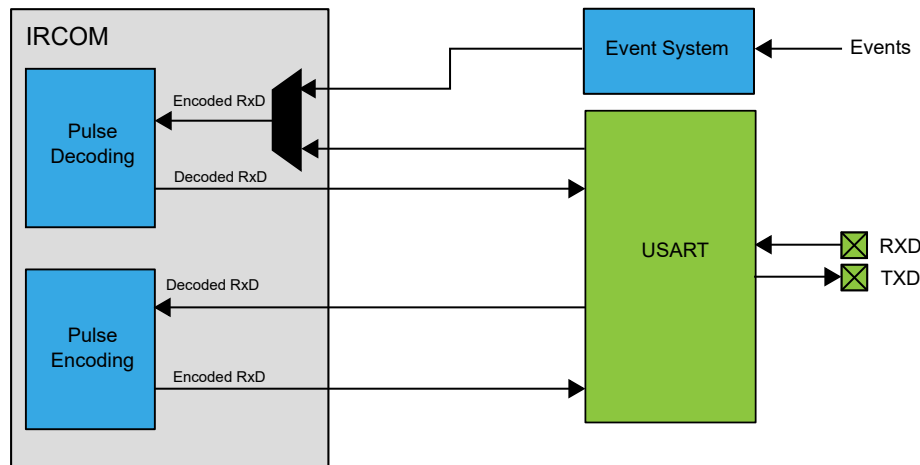 IRCOM
Event System
Events
Encoded RxD
Pulse
Decoding
Decoded RxD
USART
RXD
TXD
Decoded RxD
Pulse
Encoding
Encoded RxD